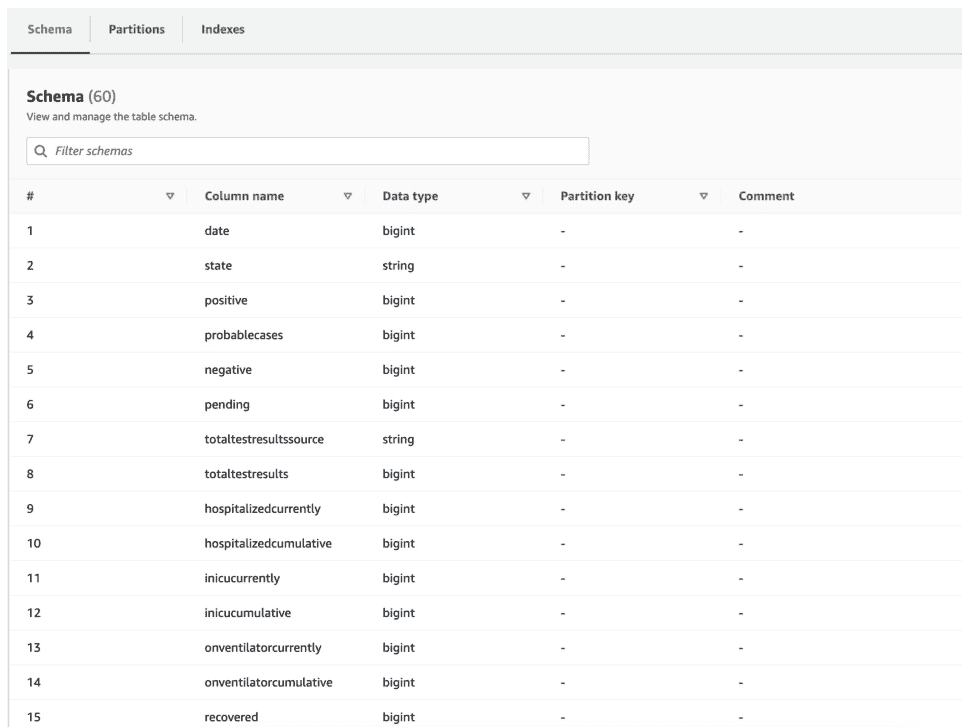 Schema Partitions Indexes
Schema (60)
View and manage the table schema.
Filter schemas
# Column name Data type Partition key Comment
1 date bigint - -
2 state string - -
3 positive bigint - -
4 probablecases bigint - -
5 negative bigint - -
6 pending bigint - -
7 totaltestresultssource string - -
8 totaltestresults bigint - -
9 hospitalizedcurrently bigint - -
10 hospitalizedcumulative bigint - -
11 inicucurrently bigint - -
12 inicucumulative bigint - -
13 onventilatorcurrently bigint - -
14 onventilatorcumulative bigint - -
15 recovered bigint - -